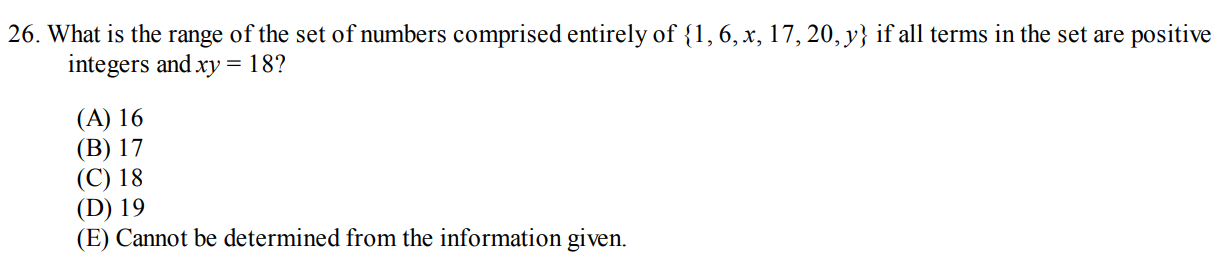 26. What is the range of the set of numbers comprised entirely of {1, 6, x, 17, 20, y} if all terms in the set are positive
integers and xy = 18?
(A) 16
(B) 17
(C) 18
(D) 19
(E) Cannot be determined from the information given.